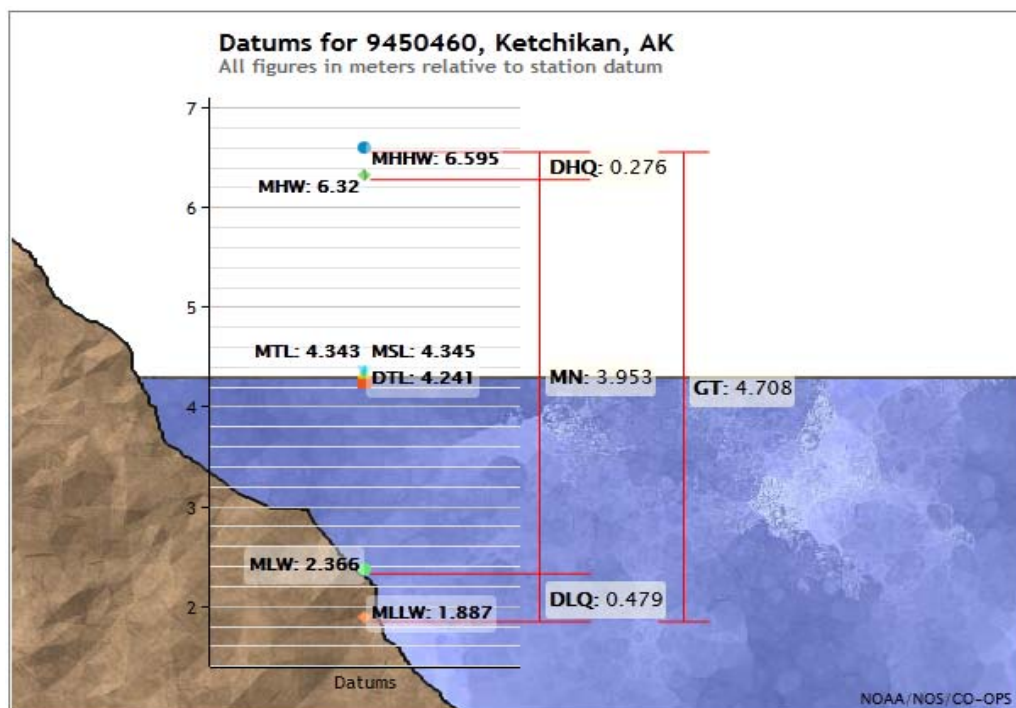 Datums for 9450460, Ketchikan, AK
All figures in meters relative to station datum
7
MHHW: 6.595
DHQ: 0.276
MHW: 6.32
6
5
MTL: 4.343 MSL: 4.345
DTL: 4.241
MN: 3.953
GT: 4.708
4
3
MLW: 2.366
2
MLLW: 1.887
DLQ: 0.479
Datums
NOAA/NOS/CO-OPS